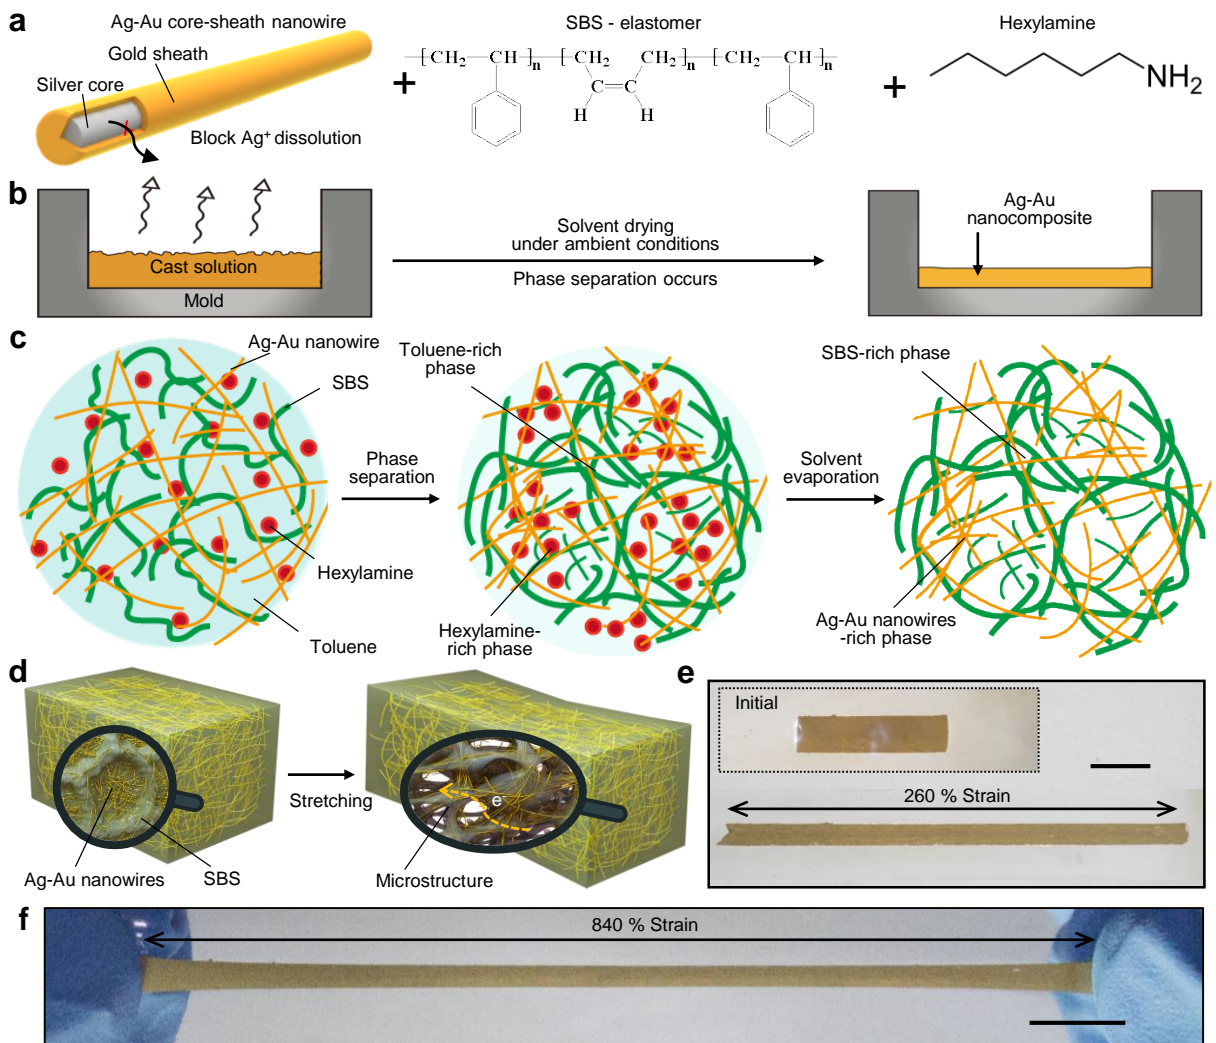 a
Ag-Au core-sheath nanowire
Gold sheath
Silver core
Block Ag⁺ dissolution
+
SBS - elastomer
[CH₂ CH]n [CH₂ CH₂]n [CH₂ CH]n
C=C
H H
+
Hexylamine
NH₂
b
Cast solution
Mold
Solvent drying
under ambient conditions
Phase separation occurs
Ag-Au
nanocomposite
c
Ag-Au nanowire
SBS
Hexylamine
Toluene
Phase
separation
Toluene-rich
phase
Hexylamine-
rich phase
Solvent
evaporation
SBS-rich phase
Ag-Au nanowires
-rich phase
d
Ag-Au nanowires
SBS
Stretching
e
Microstructure
e
Initial
260 % Strain
f
840 % Strain